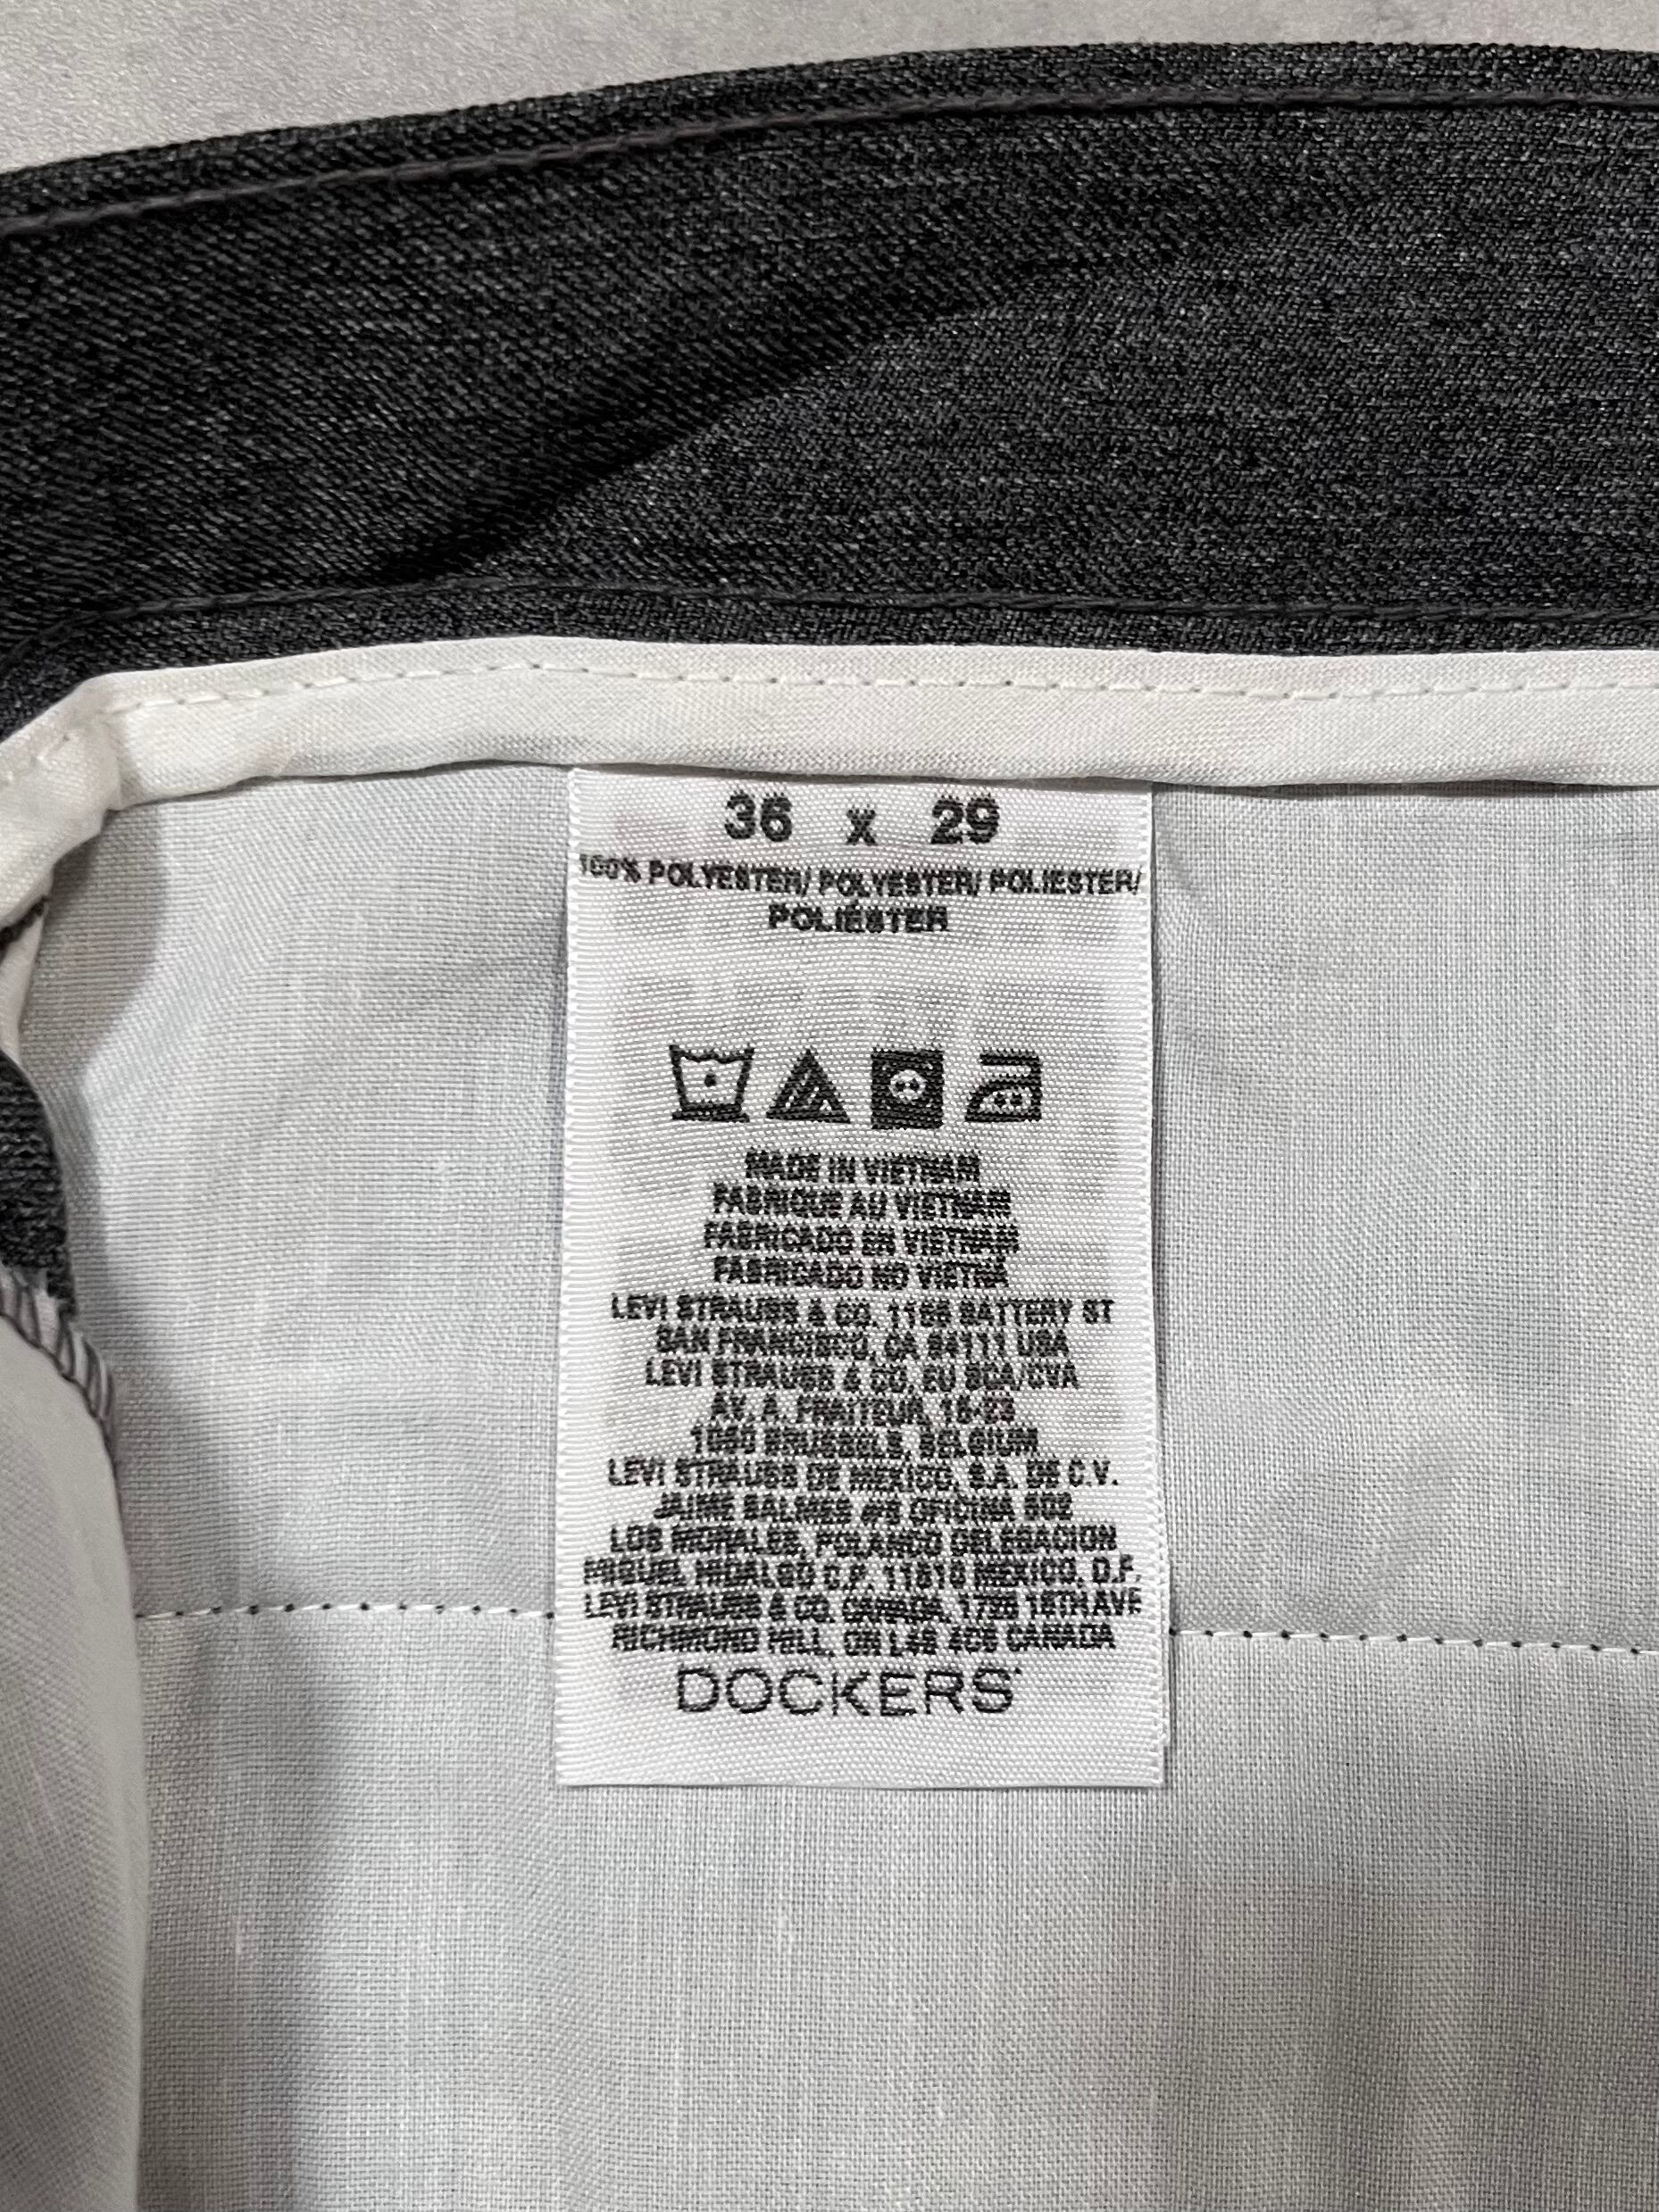 36 x 29
100% POLYESTER/ POLYESTER/ POLIESTER/
POLIÉSTER
MADE IN VIETNAM
FABRIQUE AU VIETNAM
FABRICADO EN VIETNAM
FABRICADO NO VIETNÃ
LEVI STRAUSS & CO. 1155 BATTERY ST
SAN FRANCISCO, CA 94111 USA
LEVI STRAUSS & CO. EU BCA/CVA
AV. A. FRAITEUR, 15-23
1050 BRUSSELS, BELGIUM
LEVI STRAUSS DE MEXICO, S.A. DE C.V.
JAIME BALMES #8 OFICINA 602
LOS MORALES, POLANCO DELEGACION
MIGUEL HIDALGO C.P. 11510 MEXICO, D.F.
LEVI STRAUSS & CO. CANADA, 1725 16TH AVE
RICHMOND HILL, ON L4B 4C6 CANADA
DOCKERS